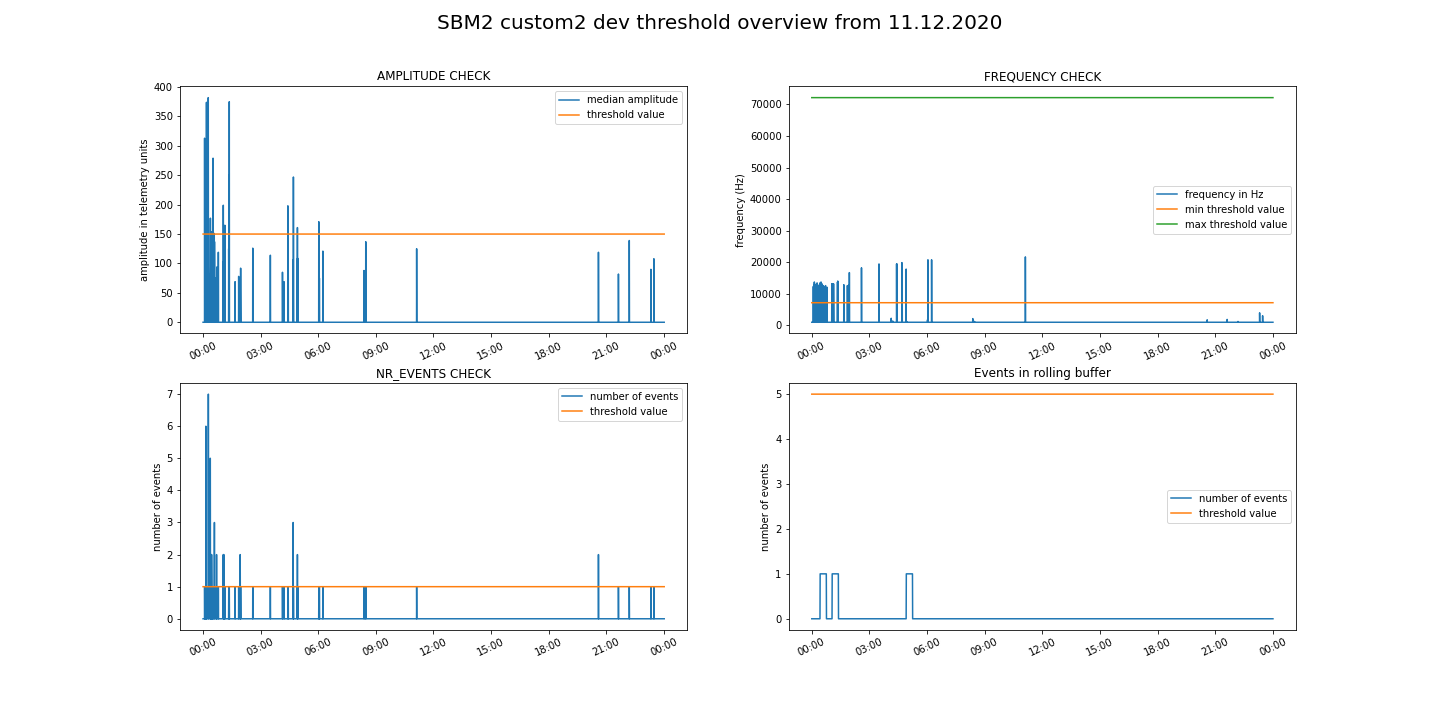 SBM2 custom2 dev threshold overview from 11.12.2020
AMPLITUDE CHECK
amplitude in telemetry units
400
350
300
250
200
150
100
50
0
median amplitude
threshold value
00:00 03:00 06:00 09:00 12:00 15:00 18:00 21:00 00:00
FREQUENCY CHECK
frequency (Hz)
70000
60000
50000
40000
30000
20000
10000
0
frequency in Hz
min threshold value
max threshold value
00:00 03:00 06:00 09:00 12:00 15:00 18:00 21:00 00:00
NR_EVENTS CHECK
number of events
7
6
5
4
3
2
1
0
number of events
threshold value
00:00 03:00 06:00 09:00 12:00 15:00 18:00 21:00 00:00
Events in rolling buffer
number of events
5
4
3
2
1
0
number of events
threshold value
00:00 03:00 06:00 09:00 12:00 15:00 18:00 21:00 00:00